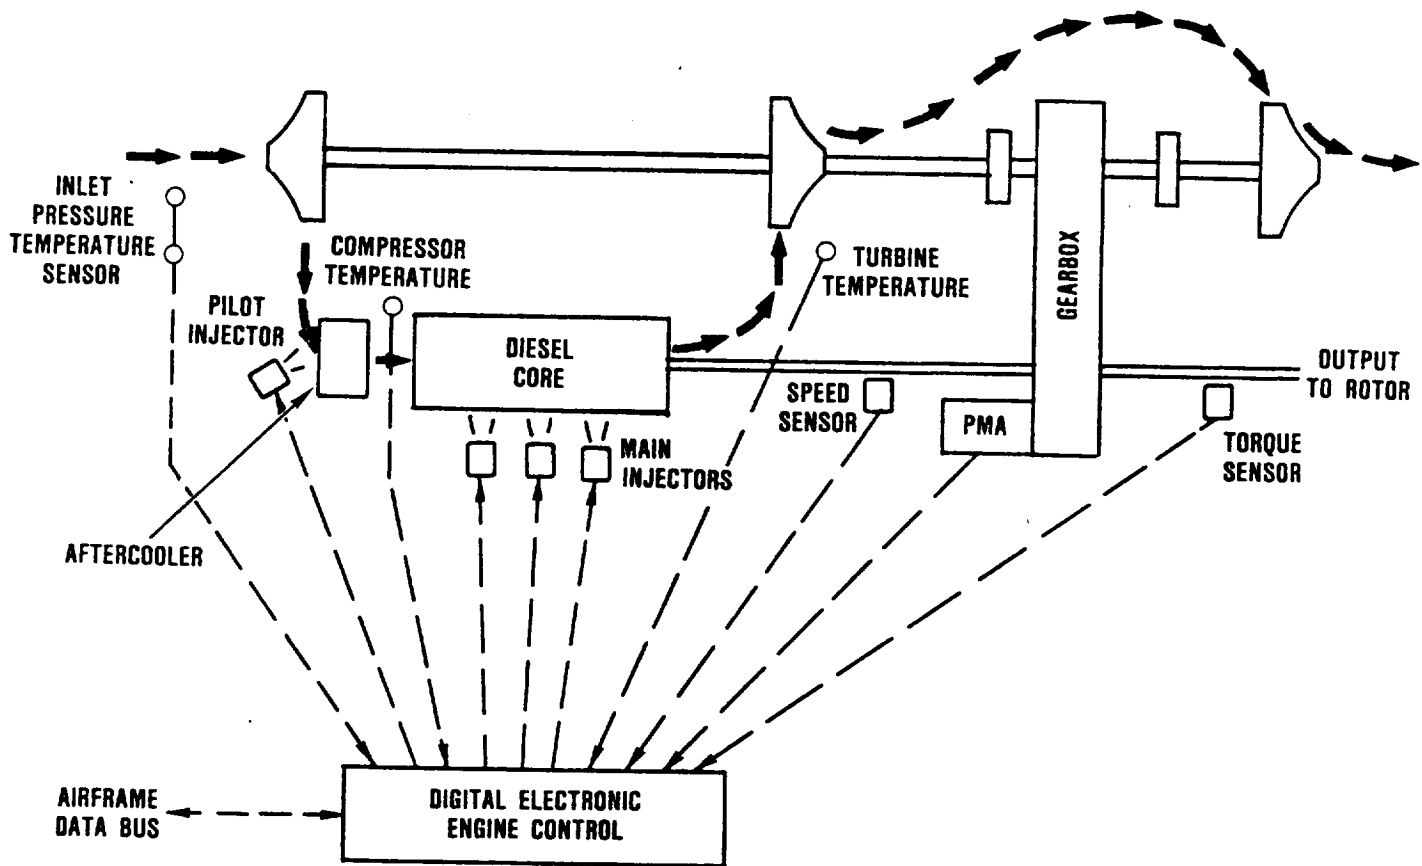 INLET
PRESSURE
TEMPERATURE
SENSOR
COMPRESSOR
TEMPERATURE
PILOT
INJECTOR
DIESEL
CORE
TURBINE
TEMPERATURE
GEARBOX
OUTPUT
TO ROTOR
SPEED
SENSOR
PMA
TORQUE
SENSOR
MAIN
INJECTORS
AFTERCOOLER
AIRFRAME
DATA BUS
DIGITAL ELECTRONIC
ENGINE CONTROL